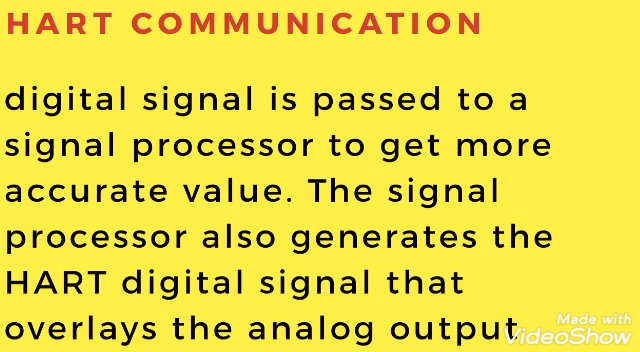 HART COMMUNICATION
digital signal is passed to a
signal processor to get more
accurate value. The signal
processor also generates the
HART digital signal that
overlays the analog output
Made with
VideoShow